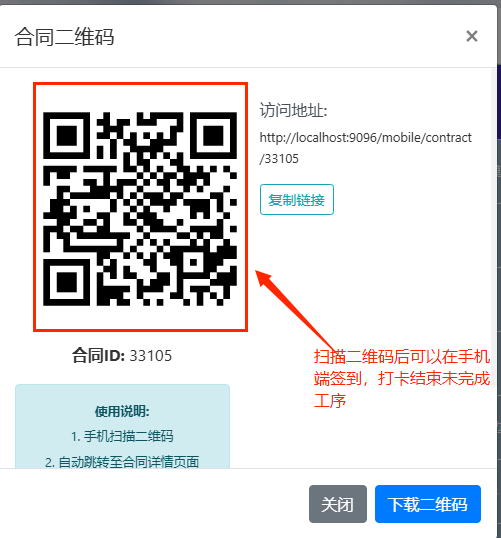 合同二维码
×
访问地址:
http://localhost:9096/mobile/contract
/33105
复制链接
合同ID: 33105
扫描二维码后可以在手机
端签到，打卡结束未完成
工序
使用说明:
1. 手机扫描二维码
2. 自动跳转至合同详情页面
关闭
下载二维码